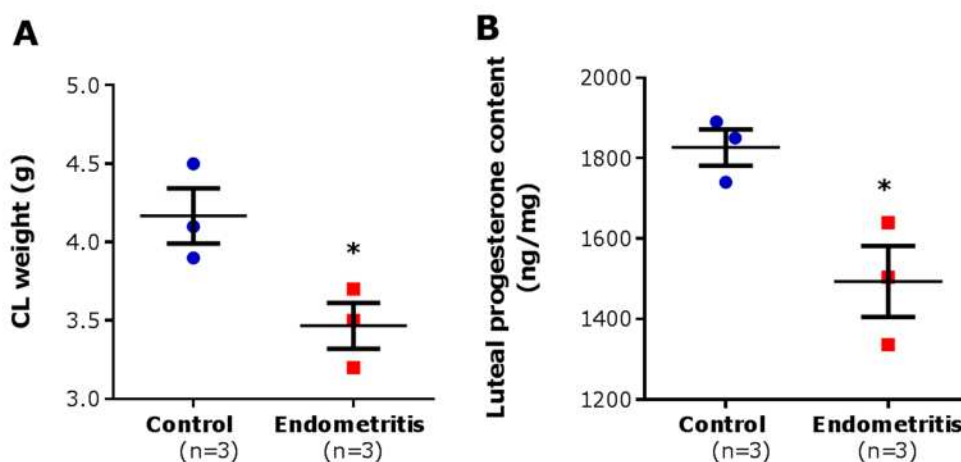 A
CL weight (g)
5.0
4.5
4.0
3.5
3.0
*
Control
(n=3)
Endometritis
(n=3)
B
Luteal progesterone content
(ng/mg)
2000
1800
1600
1400
1200
*
Control
(n=3)
Endometritis
(n=3)